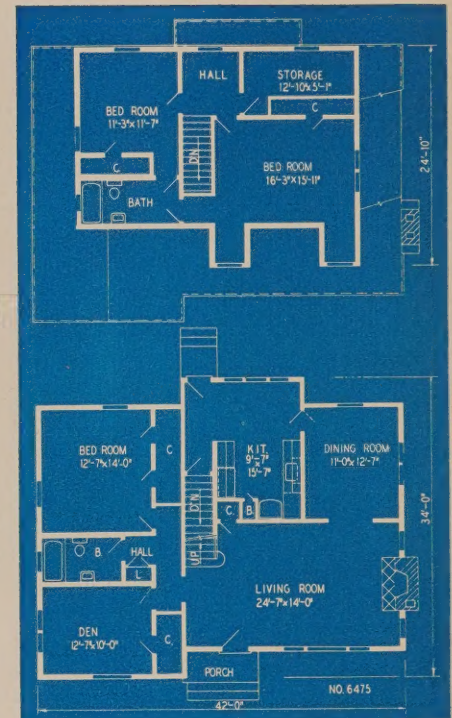 HALL
STORAGE
12'-10"x5'-1"
C
BED ROOM
11'-3"x11'-7"
C
DN.
BED ROOM
16'-3"x15'-11"
BATH
24'-10"
BED ROOM
12'-7"x14'-0"
C
KIT.
9'-7"
x
15'-7"
DINING ROOM
11'-0"x12'-7"
DN.
C.
B.
UP
B.
HALL
L
34'-0"
LIVING ROOM
24'-7"x14'-0"
DEN
12'-7"x10'-0"
C.
PORCH
NO. 6475
42'-0"